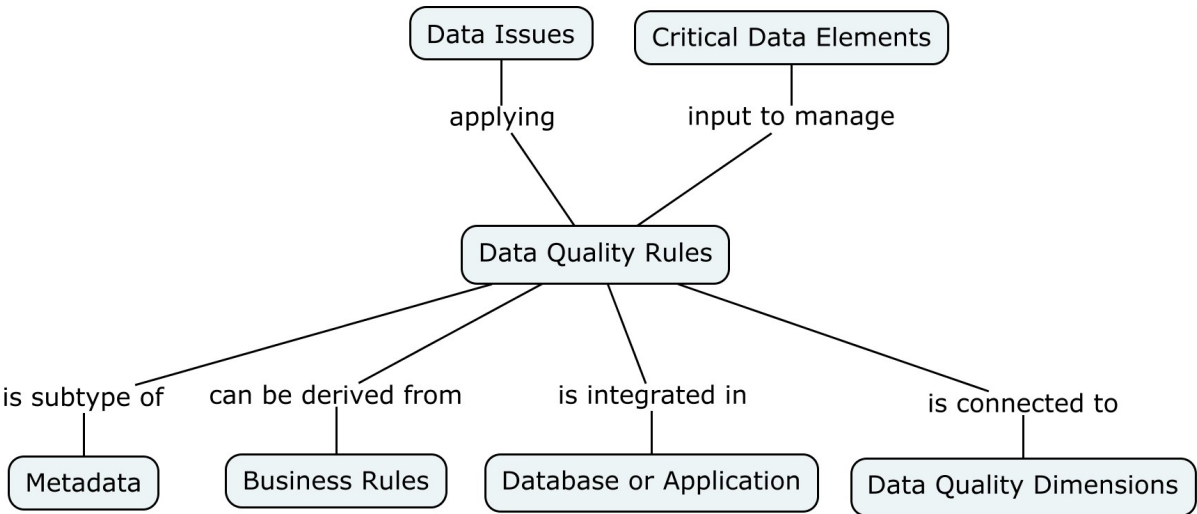 Data Issues
Critical Data Elements
applying
input to manage
Data Quality Rules
is subtype of
can be derived from
is integrated in
is connected to
Metadata
Business Rules
Database or Application
Data Quality Dimensions